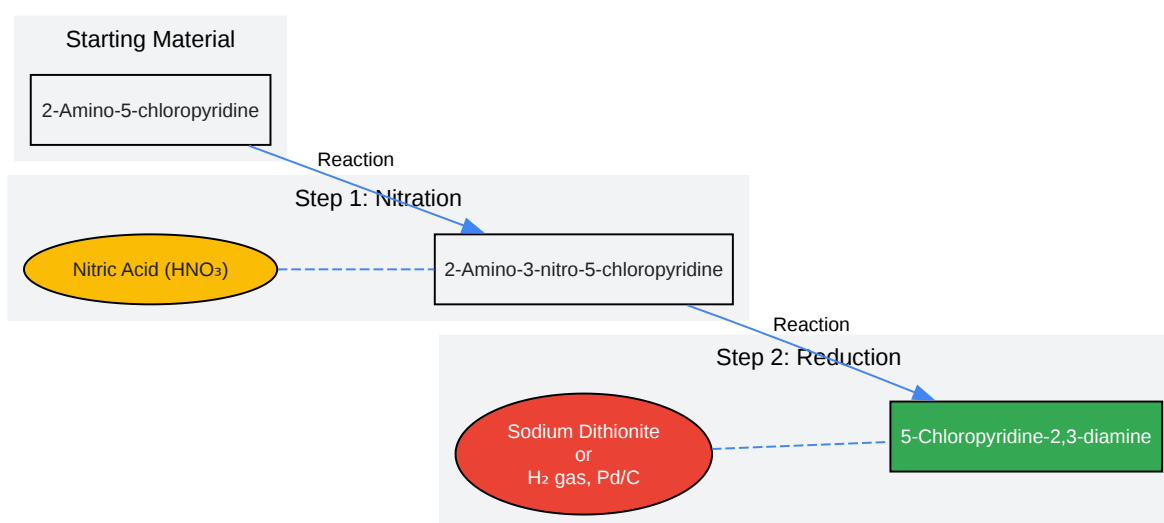 Starting Material
2-Amino-5-chloropyridine
Reaction
Step 1: Nitration
Nitric Acid (HNO₃)
2-Amino-3-nitro-5-chloropyridine
Reaction
Step 2: Reduction
Sodium Dithionite
or
H₂ gas, Pd/C
5-Chloropyridine-2,3-diamine